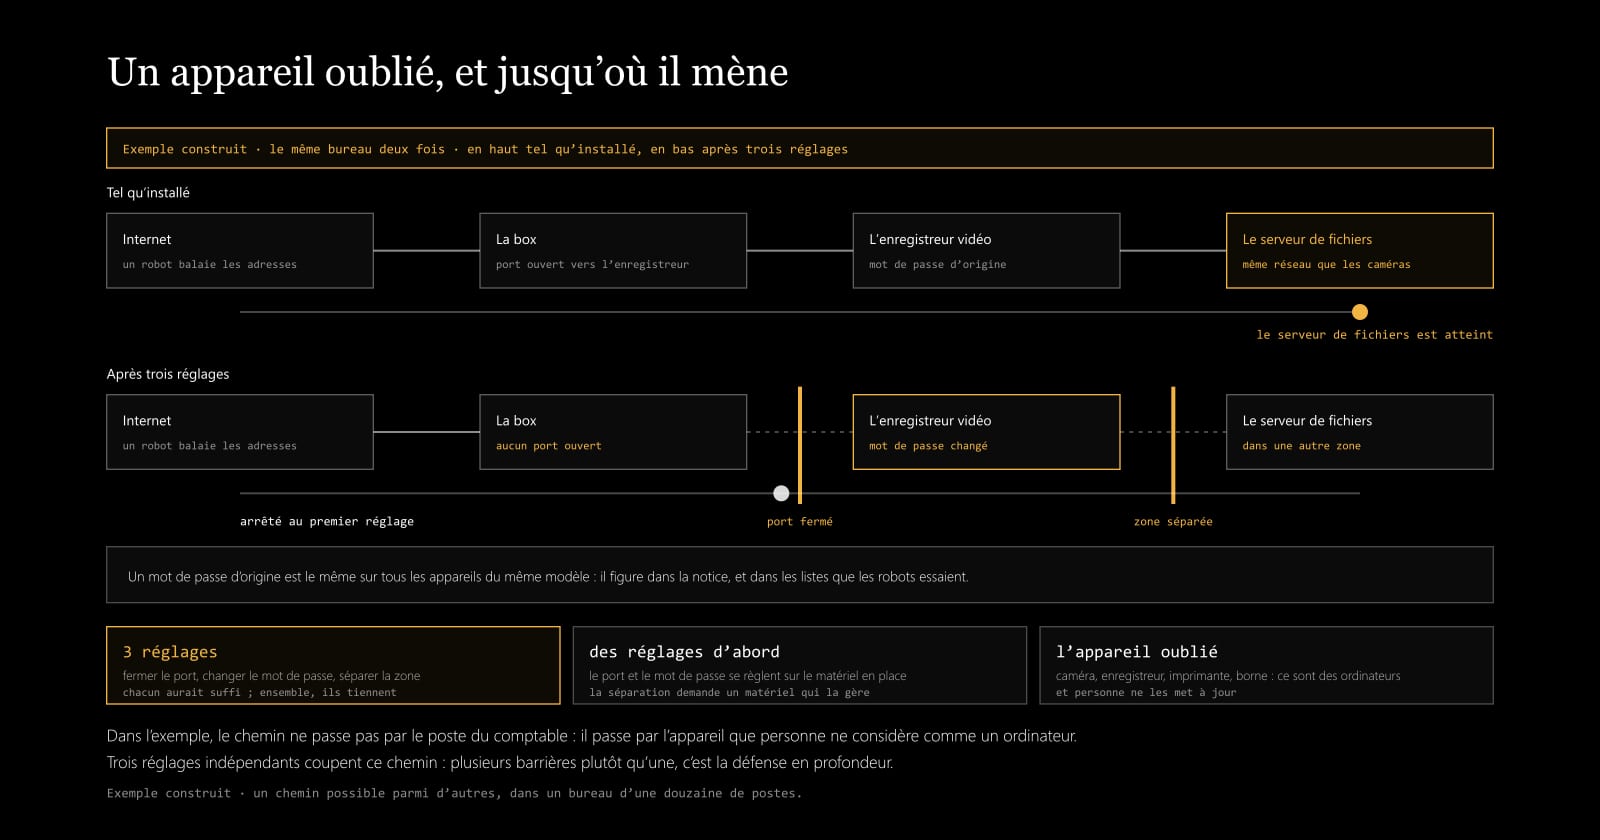 Un appareil oublié, et jusqu’où il mène
Exemple construit · le même bureau deux fois · en haut tel qu’installé, en bas après trois réglages
Tel qu’installé
Internet
un robot balaie les adresses
La box
port ouvert vers l’enregistreur
L’enregistreur vidéo
mot de passe d’origine
Le serveur de fichiers
même réseau que les caméras
le serveur de fichiers est atteint
Après trois réglages
Internet
un robot balaie les adresses
La box
aucun port ouvert
L’enregistreur vidéo
mot de passe changé
Le serveur de fichiers
dans une autre zone
arrêté au premier réglage
port fermé
zone séparée
Un mot de passe d’origine est le même sur tous les appareils du même modèle : il figure dans la notice, et dans les listes que les robots essaient.
3 réglages
fermer le port, changer le mot de passe, séparer la zone
chacun aurait suffi ; ensemble, ils tiennent
des réglages d’abord
le port et le mot de passe se règlent sur le matériel en place
la séparation demande un matériel qui la gère
l’appareil oublié
caméra, enregistreur, imprimante, borne : ce sont des ordinateurs
et personne ne les met à jour
Dans l’exemple, le chemin ne passe pas par le poste du comptable : il passe par l’appareil que personne ne considère comme un ordinateur.
Trois réglages indépendants coupent ce chemin : plusieurs barrières plutôt qu’une, c’est la défense en profondeur.
Exemple construit · un chemin possible parmi d’autres, dans un bureau d’une douzaine de postes.